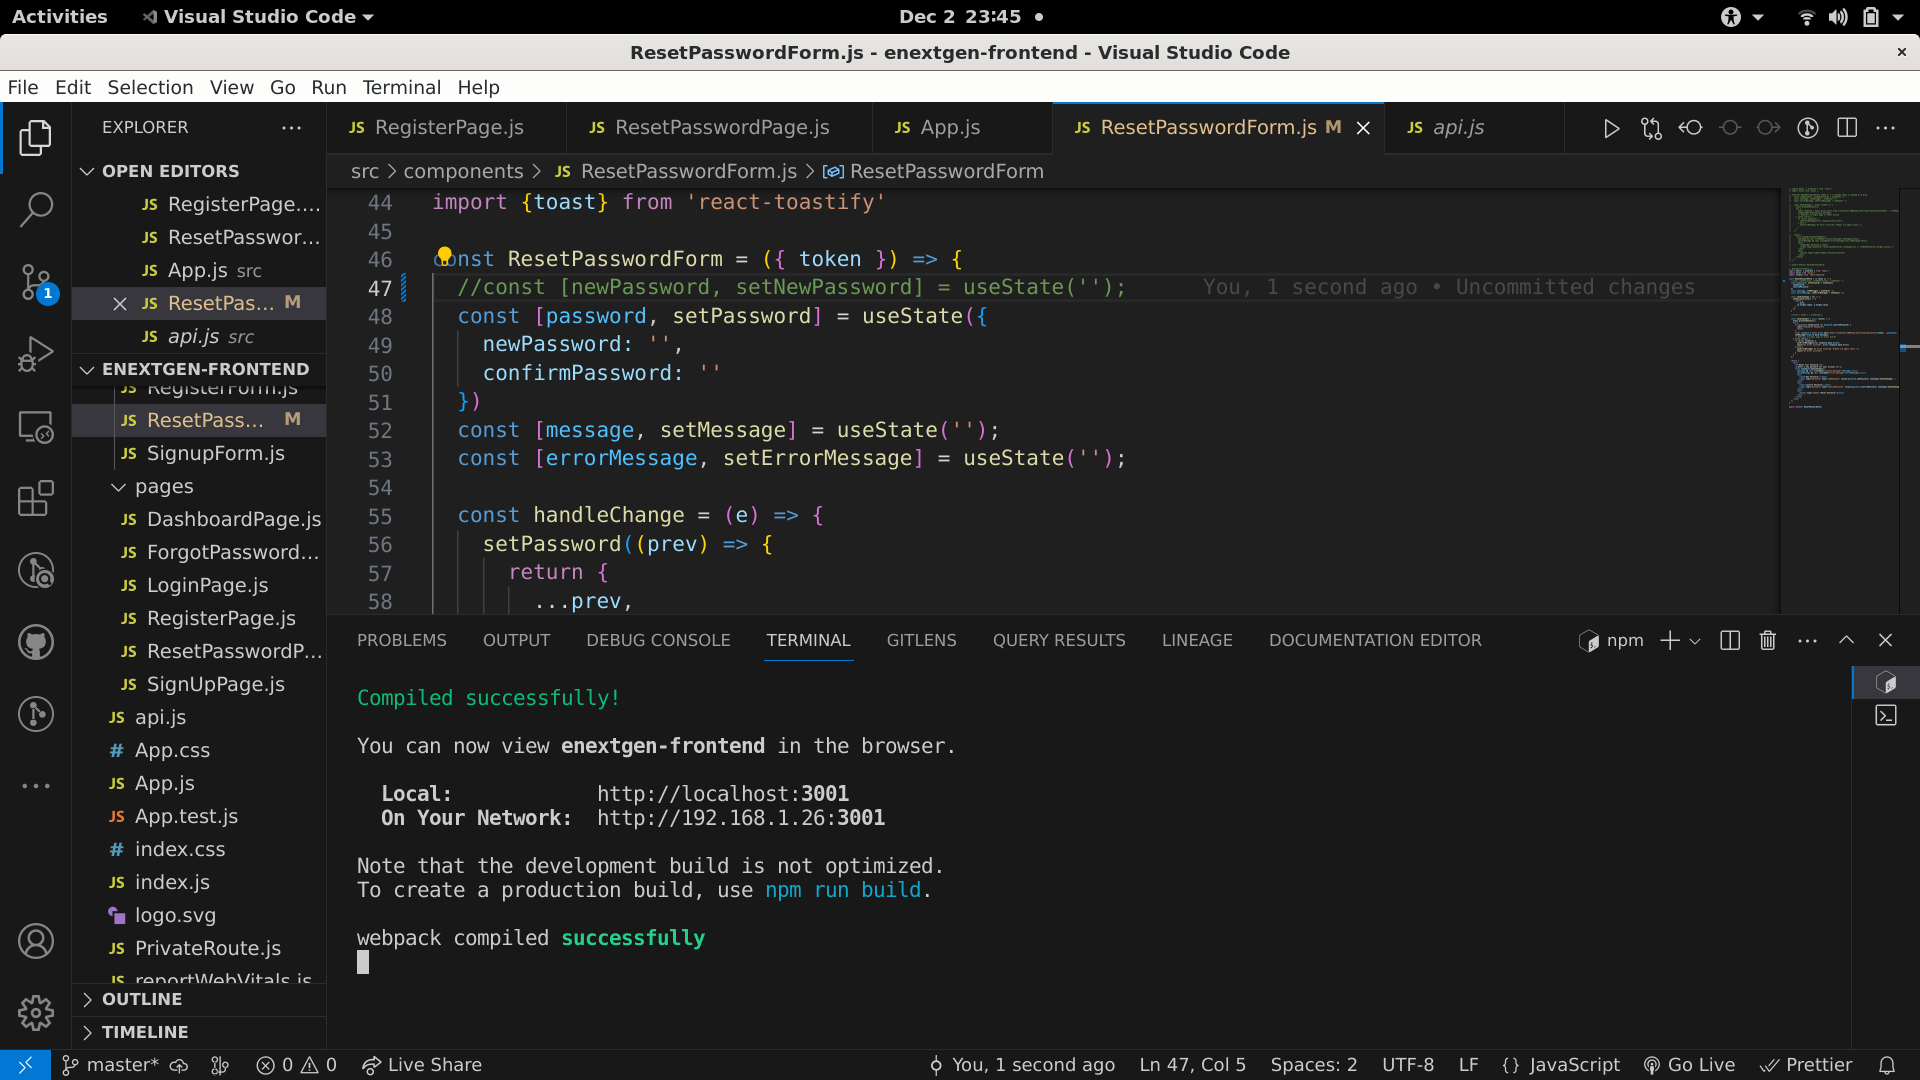 Activities
Visual Studio Code
Dec 2 23:45
ResetPasswordForm.js - enextgen-frontend - Visual Studio Code
File Edit Selection View Go Run Terminal Help
EXPLORER
OPEN EDITORS
JS RegisterPage....
JS ResetPasswor...
JS App.js src
JS ResetPas... M
JS api.js src
ENEXTGEN-FRONTEND
JS RegisterForm.js
JS ResetPass... M
JS SignupForm.js
pages
JS DashboardPage.js
JS ForgotPassword...
JS LoginPage.js
JS RegisterPage.js
JS ResetPasswordP...
JS SignUpPage.js
JS api.js
# App.css
JS App.js
JS App.test.js
# index.css
JS index.js
logo.svg
JS PrivateRoute.js
JS reportWebVitals.js
OUTLINE
TIMELINE
1
JS RegisterPage.js JS ResetPasswordPage.js JS App.js JS ResetPasswordForm.js M JS api.js
src > components > JS ResetPasswordForm.js > ResetPasswordForm
44 import {toast} from 'react-toastify'
45
46 const ResetPasswordForm = ({ token }) => {
47 //const [newPassword, setNewPassword] = useState(''); You, 1 second ago • Uncommitted changes
48 const [password, setPassword] = useState({
49 newPassword: '',
50 confirmPassword: ''
51 })
52 const [message, setMessage] = useState('');
53 const [errorMessage, setErrorMessage] = useState('');
54
55 const handleChange = (e) => {
56 setPassword((prev) => {
57 return {
58 ...prev,
PROBLEMS OUTPUT DEBUG CONSOLE TERMINAL GITLENS QUERY RESULTS LINEAGE DOCUMENTATION EDITOR npm
Compiled successfully!
You can now view enextgen-frontend in the browser.
Local: http://localhost:3001
On Your Network: http://192.168.1.26:3001
Note that the development build is not optimized.
To create a production build, use npm run build.
webpack compiled successfully
master* 0 0 Live Share You, 1 second ago Ln 47, Col 5 Spaces: 2 UTF-8 LF {} JavaScript Go Live Prettier